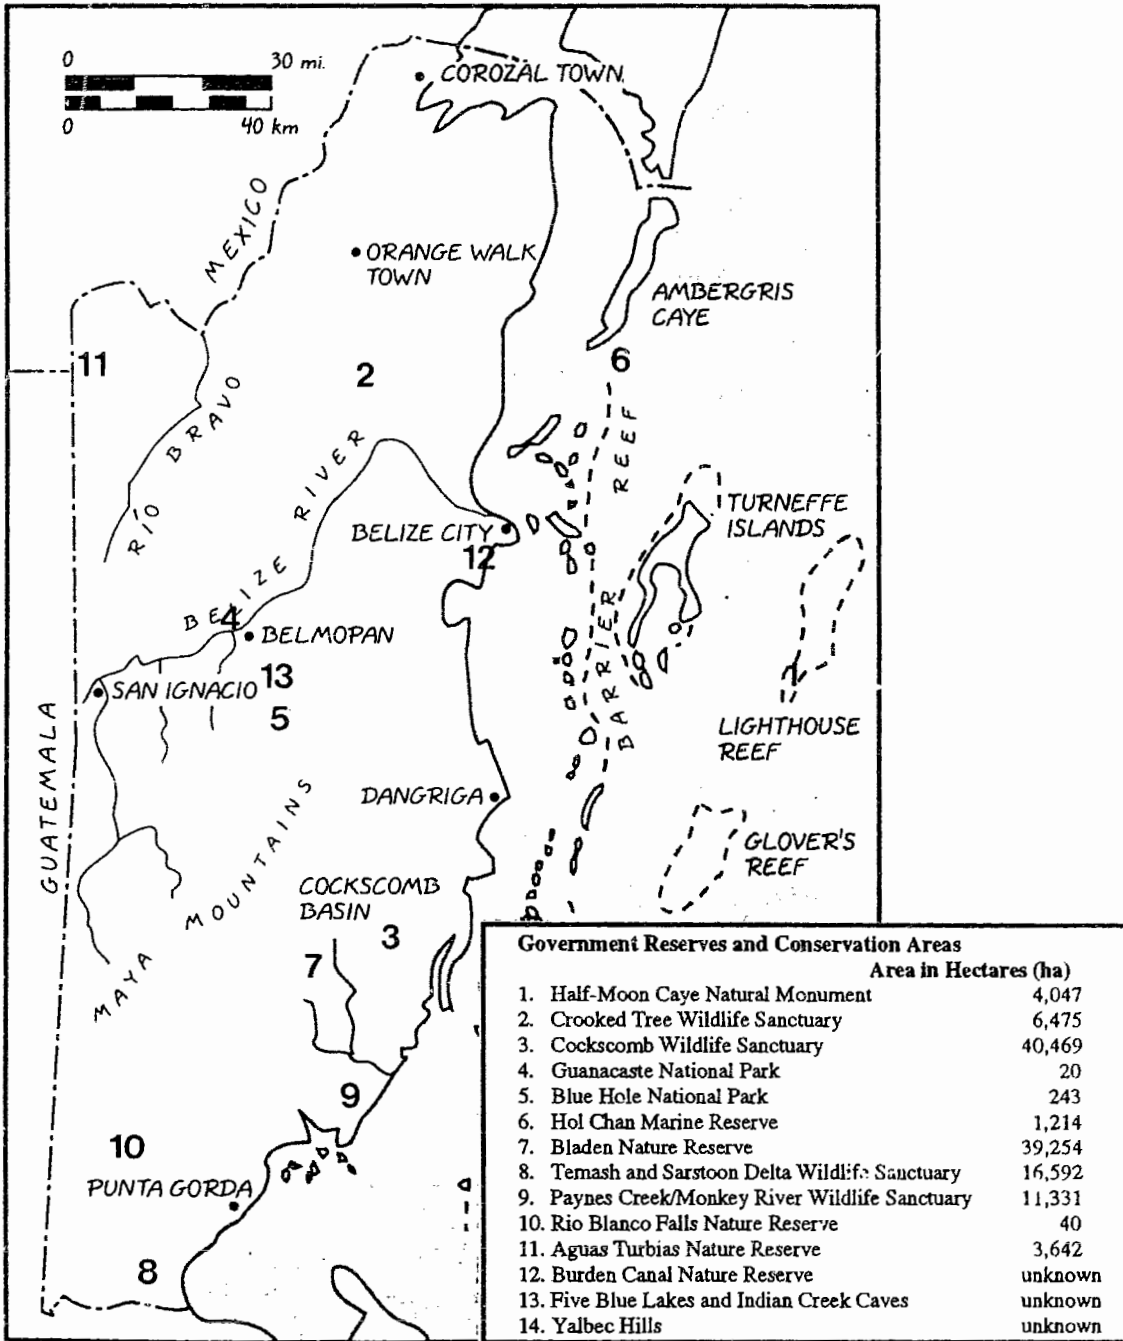 0 30 mi.
0 40 km
COROZAL TOWN
MEXICO
ORANGE WALK
TOWN
AMBERGRIS
CAYE
11
2
6
RÍO BRAVO
BELIZE RIVER
BARRIER REEF
TURNEFFE
ISLANDS
BELIZE CITY
12
4
BELMOPAN
13
SAN IGNACIO
5
LIGHTHOUSE
REEF
GUATEMALA
DANGRIGA
MAYA MOUNTAINS
GLOVER'S
REEF
COCKSCOMB
BASIN
3
7
9
10
PUNTA GORDA
8
Government Reserves and Conservation Areas
Area in Hectares (ha)
1. Half-Moon Caye Natural Monument 4,047
2. Crooked Tree Wildlife Sanctuary 6,475
3. Cockscomb Wildlife Sanctuary 40,469
4. Guanacaste National Park 20
5. Blue Hole National Park 243
6. Hol Chan Marine Reserve 1,214
7. Bladen Nature Reserve 39,254
8. Temash and Sarstoon Delta Wildlife Sanctuary 16,592
9. Paynes Creek/Monkey River Wildlife Sanctuary 11,331
10. Rio Blanco Falls Nature Reserve 40
11. Aguas Turbias Nature Reserve 3,642
12. Burden Canal Nature Reserve unknown
13. Five Blue Lakes and Indian Creek Caves unknown
14. Yalbec Hills unknown